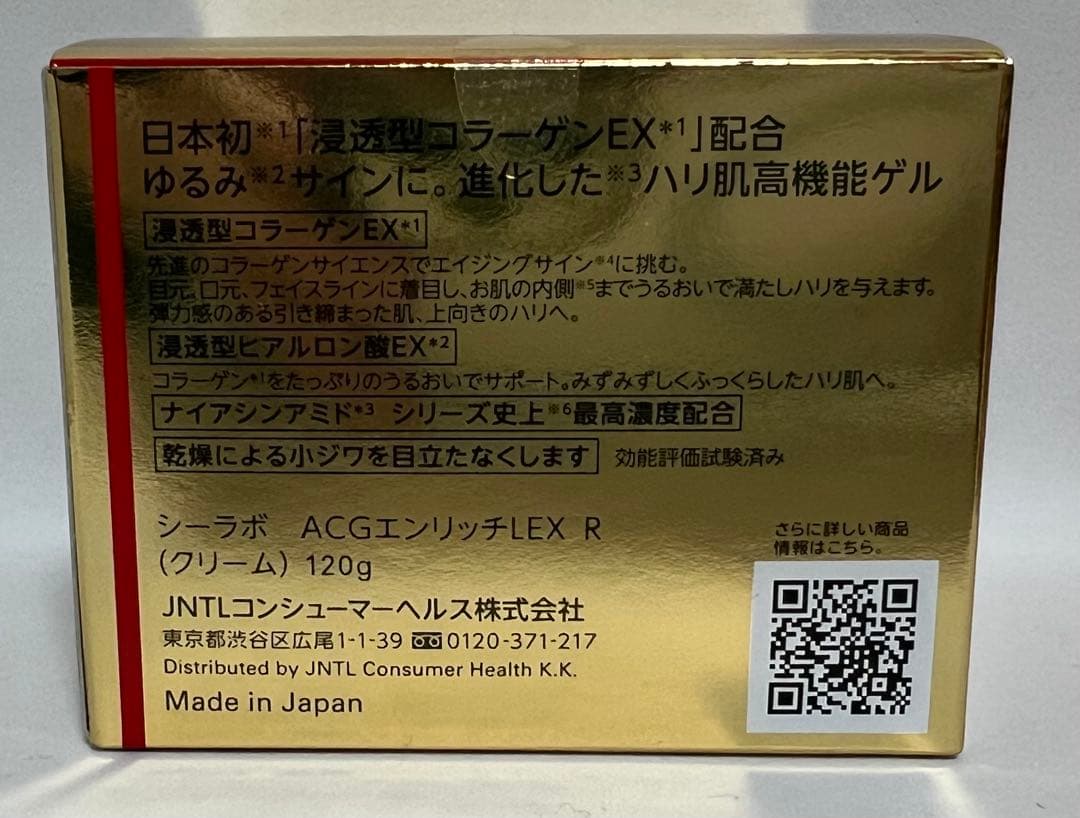 日本初※1「浸透型コラーゲンEX*1」配合
ゆるみ※2サインに。進化した※3ハリ肌高機能ゲル
浸透型コラーゲンEX*1
先進のコラーゲンサイエンスでエイジングサイン※4に挑む。
目元、口元、フェイスラインに着目し、お肌の内側※5までうるおいで満たしハリを与えます。
弾力感のある引き締まった肌、上向きのハリへ。
浸透型ヒアルロン酸EX*2
コラーゲン*1をたっぷりのうるおいでサポート。みずみずしくふっくらしたハリ肌へ。
ナイアシンアミド*3 シリーズ史上※6最高濃度配合
乾燥による小ジワを目立たなくします 効能評価試験済み
シーラボ ACGエンリッチLEX R
(クリーム) 120g
JNTLコンシューマーヘルス株式会社
東京都渋谷区広尾1-1-39 0120-371-217
Distributed by JNTL Consumer Health K.K.
Made in Japan
さらに詳しい商品
情報はこちら。